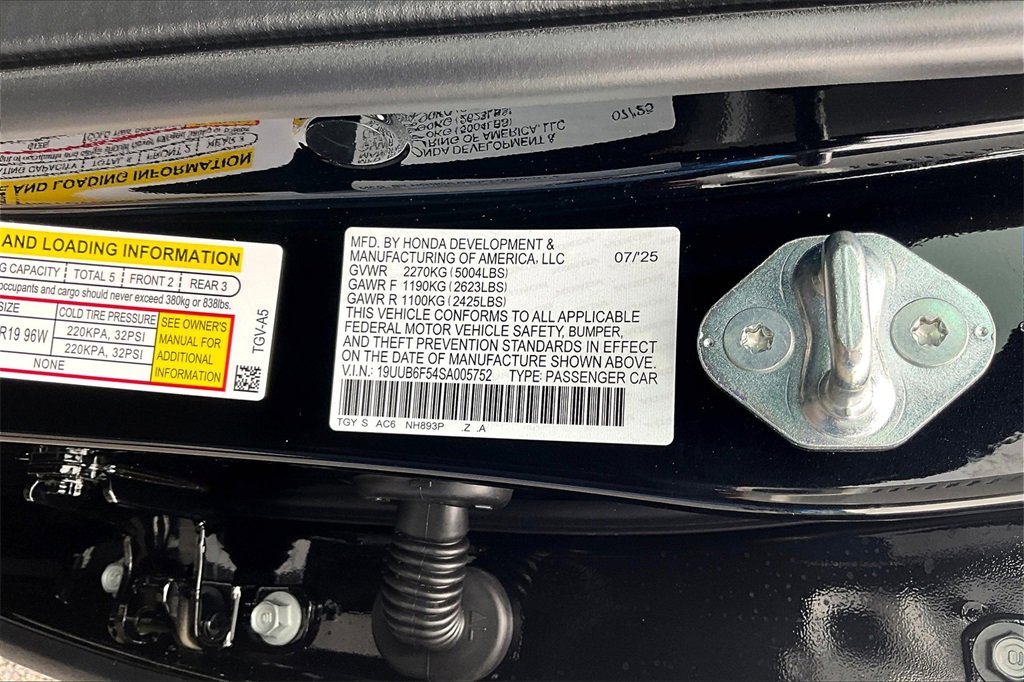 07/25
AND LOADING INFORMATION
G CAPACITY TOTAL 5 FRONT 2 REAR 3
occupants and cargo should never exceed 380kg or 838lbs.
SIZE COLD TIRE PRESSURE
R19 96W 220KPA, 32PSI
220KPA, 32PSI
NONE
SEE OWNER'S
MANUAL FOR
ADDITIONAL
INFORMATION
TGV-A5
MFD. BY HONDA DEVELOPMENT &
MANUFACTURING OF AMERICA, LLC 07/'25
GVWR 2270KG (5004LBS)
GAWR F 1190KG (2623LBS)
GAWR R 1100KG (2425LBS)
THIS VEHICLE CONFORMS TO ALL APPLICABLE
FEDERAL MOTOR VEHICLE SAFETY, BUMPER,
AND THEFT PREVENTION STANDARDS IN EFFECT
ON THE DATE OF MANUFACTURE SHOWN ABOVE.
V.I.N.: 19UUB6F54SA005752 TYPE: PASSENGER CAR
TGY S AC6 NH893P .Z .A